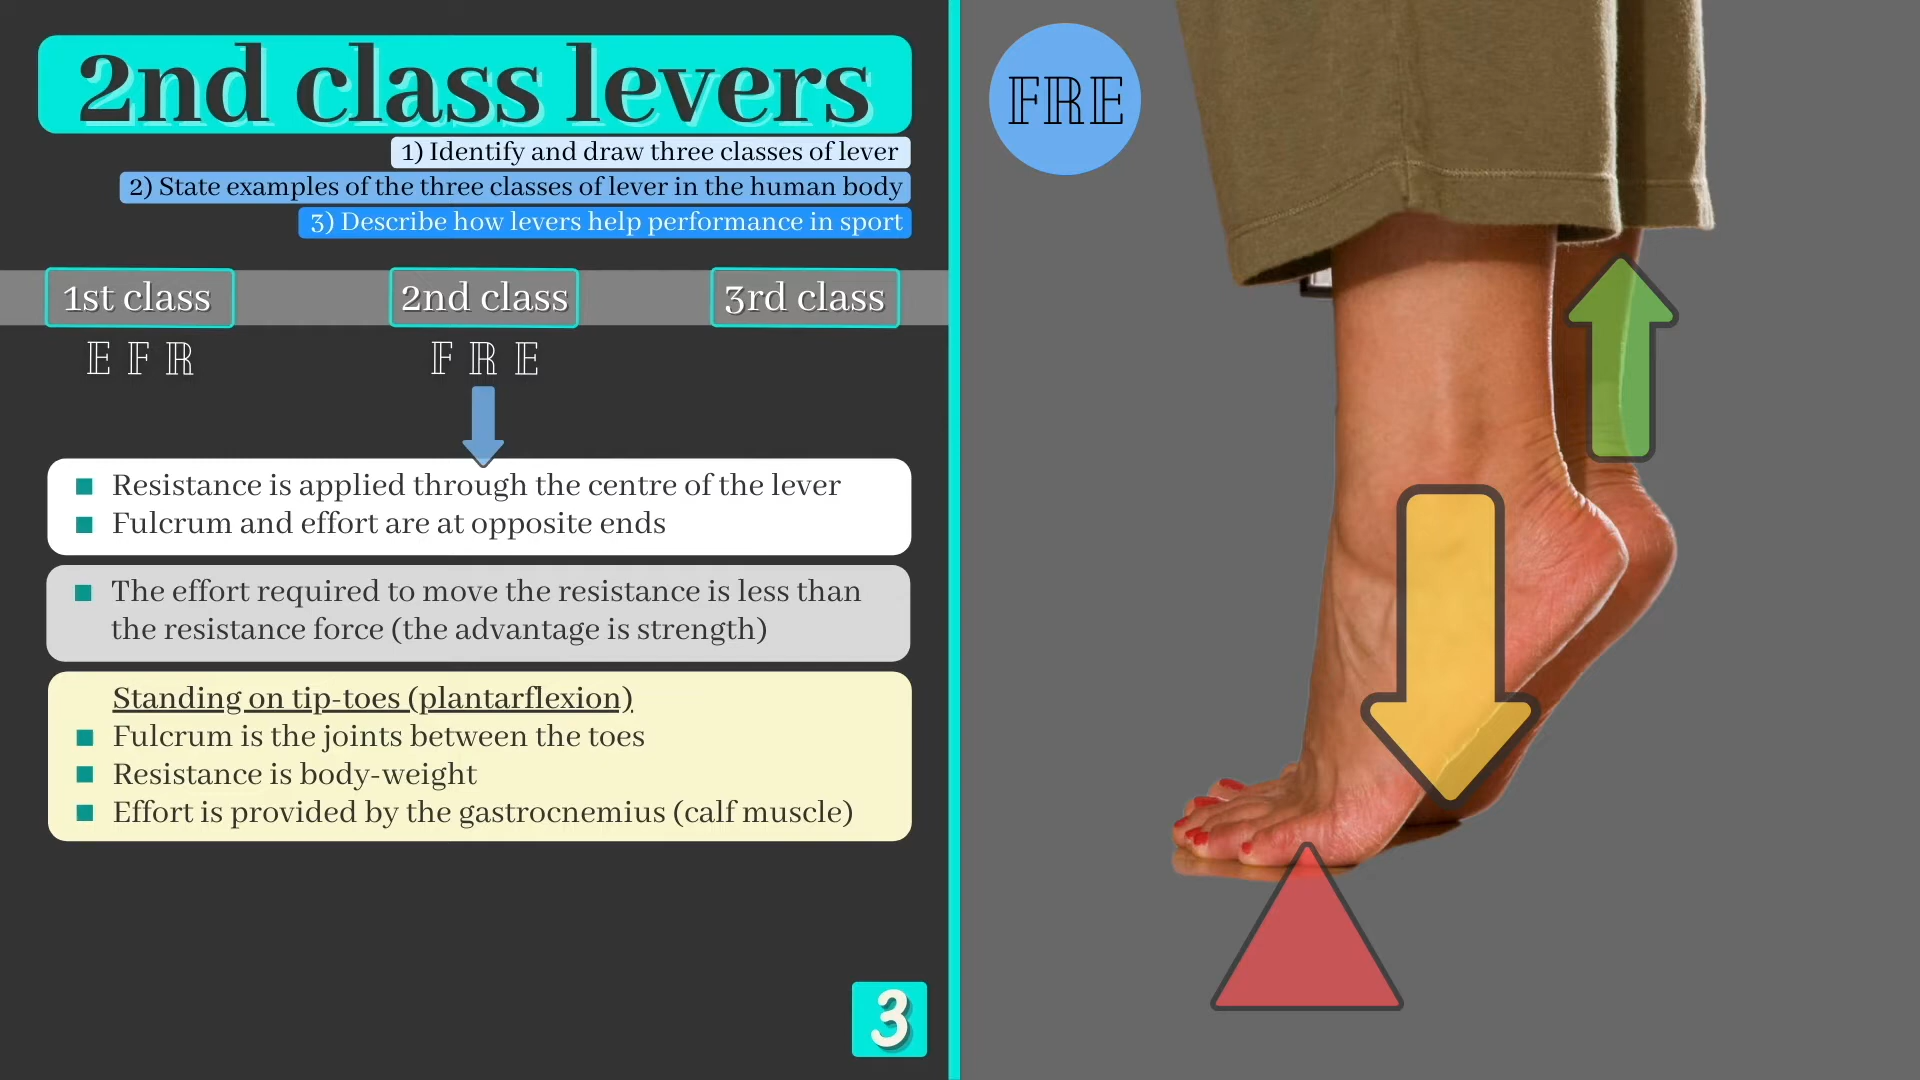 2nd class levers
1) Identify and draw three classes of lever
2) State examples of the three classes of lever in the human body
3) Describe how levers help performance in sport
1st class
2nd class
3rd class
E F R
F R E
Resistance is applied through the centre of the lever
Fulcrum and effort are at opposite ends
The effort required to move the resistance is less than
the resistance force (the advantage is strength)
Standing on tip-toes (plantarflexion)
Fulcrum is the joints between the toes
Resistance is body-weight
Effort is provided by the gastrocnemius (calf muscle)
3
FRE